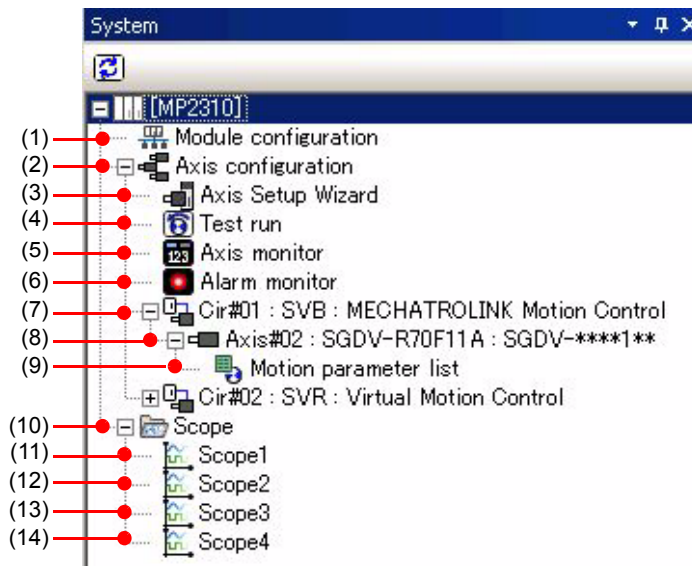 System
[MP2310]
(1) Module configuration
(2) Axis configuration
(3) Axis Setup Wizard
(4) Test run
(5) 123 Axis monitor
(6) Alarm monitor
(7) Cir#01 : SVB : MECHATROLINK Motion Control
(8) Axis#02 : SGDV-R70F11A : SGDV-****1**
(9) Motion parameter list
Cir#02 : SVR : Virtual Motion Control
(10) Scope
(11) Scope1
(12) Scope2
(13) Scope3
(14) Scope4